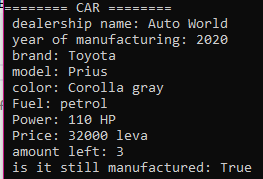 ======== CAR ========
dealership name: Auto World
year of manufacturing: 2020
brand: Toyota
model: Prius
color: Corolla gray
Fuel: petrol
Power: 110 HP
Price: 32000 leva
amount left: 3
is it still manufactured: True